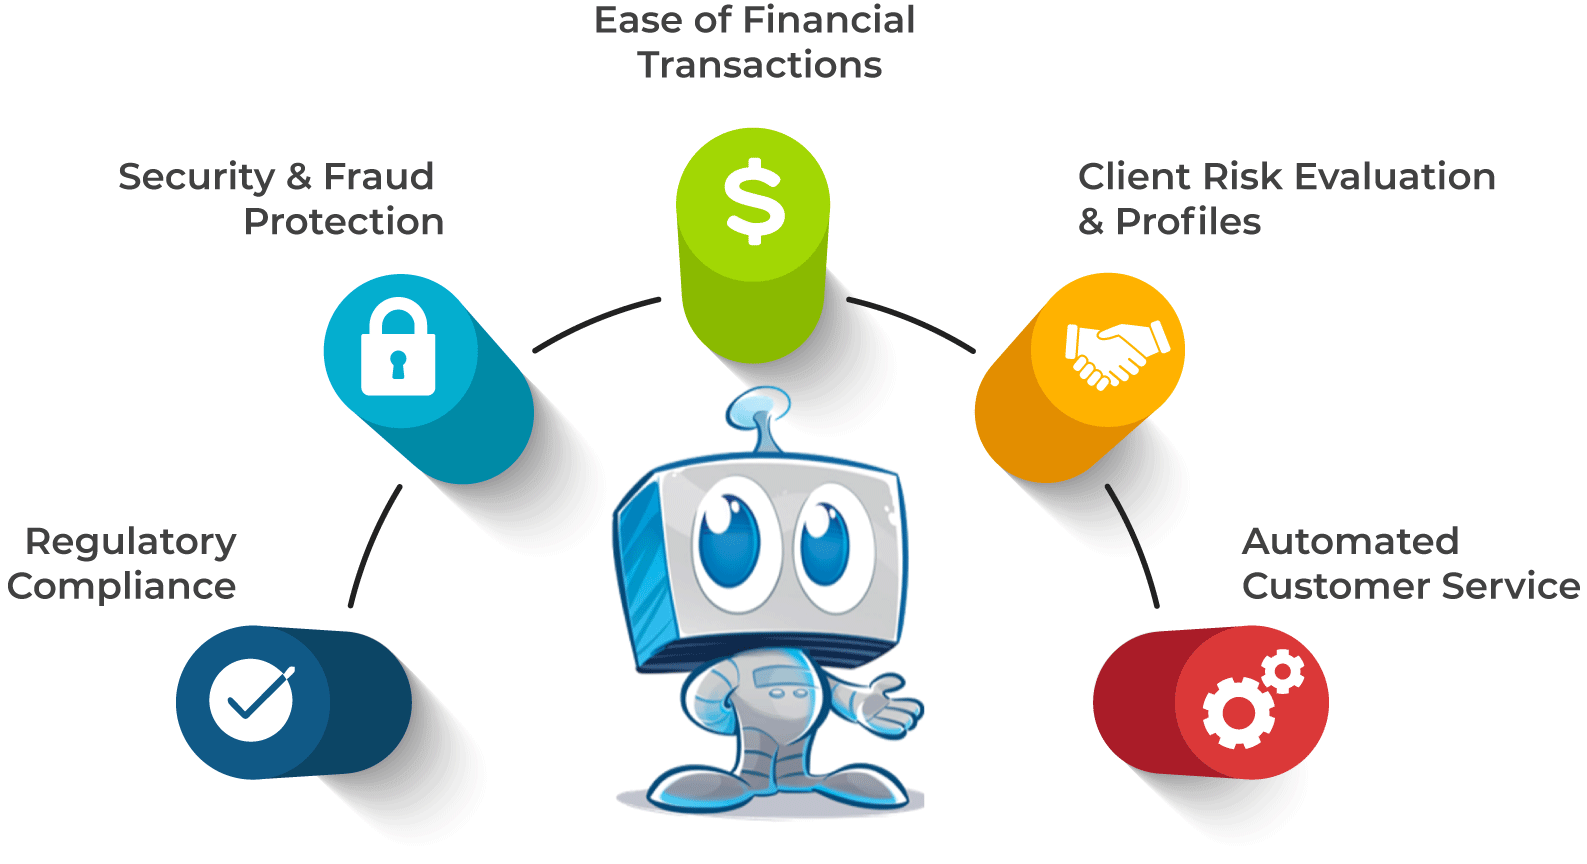 Ease of Financial
Transactions
Security & Fraud
Protection
Client Risk Evaluation
& Profiles
Regulatory
Compliance
Automated
Customer Service
$